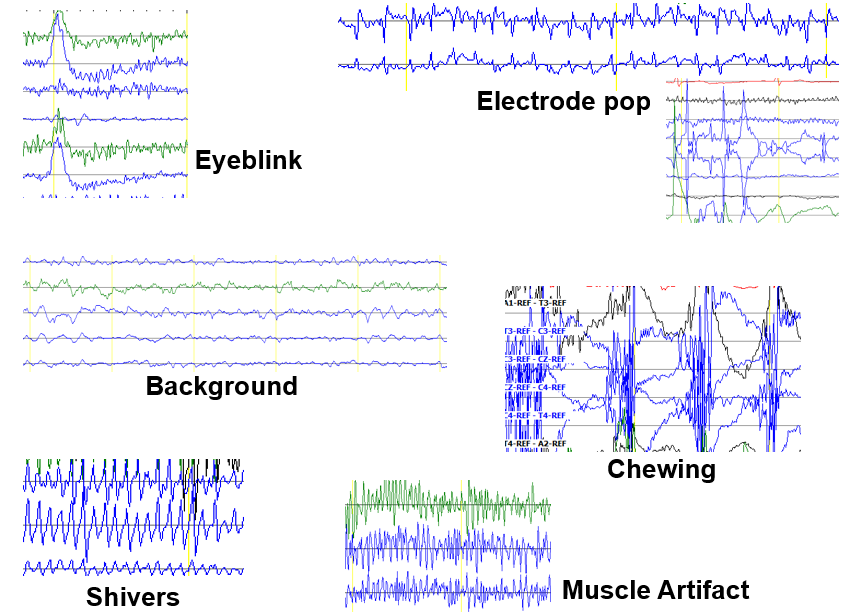 Electrode pop
Eyeblink
Background
A1-REF - T3-REF
T3-REF - C3-REF
C3-REF - CZ-REF
CZ-REF - C4-REF
C4-REF - T4-REF
T4-REF - A2-REF
Chewing
Shivers
Muscle Artifact